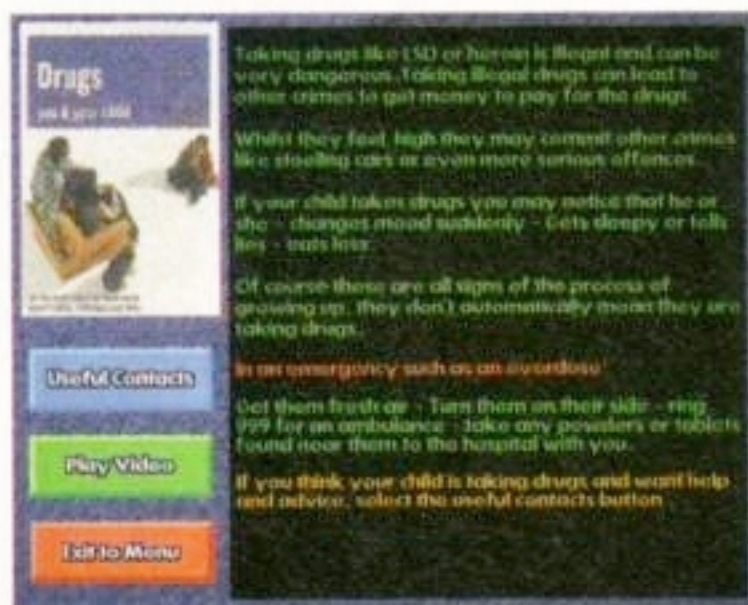 Drugs
you & your child
Useful Contacts
Play Video
Exit to Menu
Taking drugs like LSD or heroin is illegal and can be
very dangerous. Taking illegal drugs can lead to
other crimes to get money to pay for the drugs.
Whilst they feel high they may commit other crimes
like stealing cars or even more serious offences
If your child takes drugs you may notice that he or
she - changes mood suddenly - Gets sleepy or tells
lies - eats less
Of course these are all signs of the process of
growing up, they don't automatically mean they are
taking drugs.
In an emergency such as an overdose
Get them fresh air - Turn them on their side - ring
999 for an ambulance - take any powders or tablets
found near them to the hospital with you.
If you think your child is taking drugs and want help
and advice, select the useful contacts button